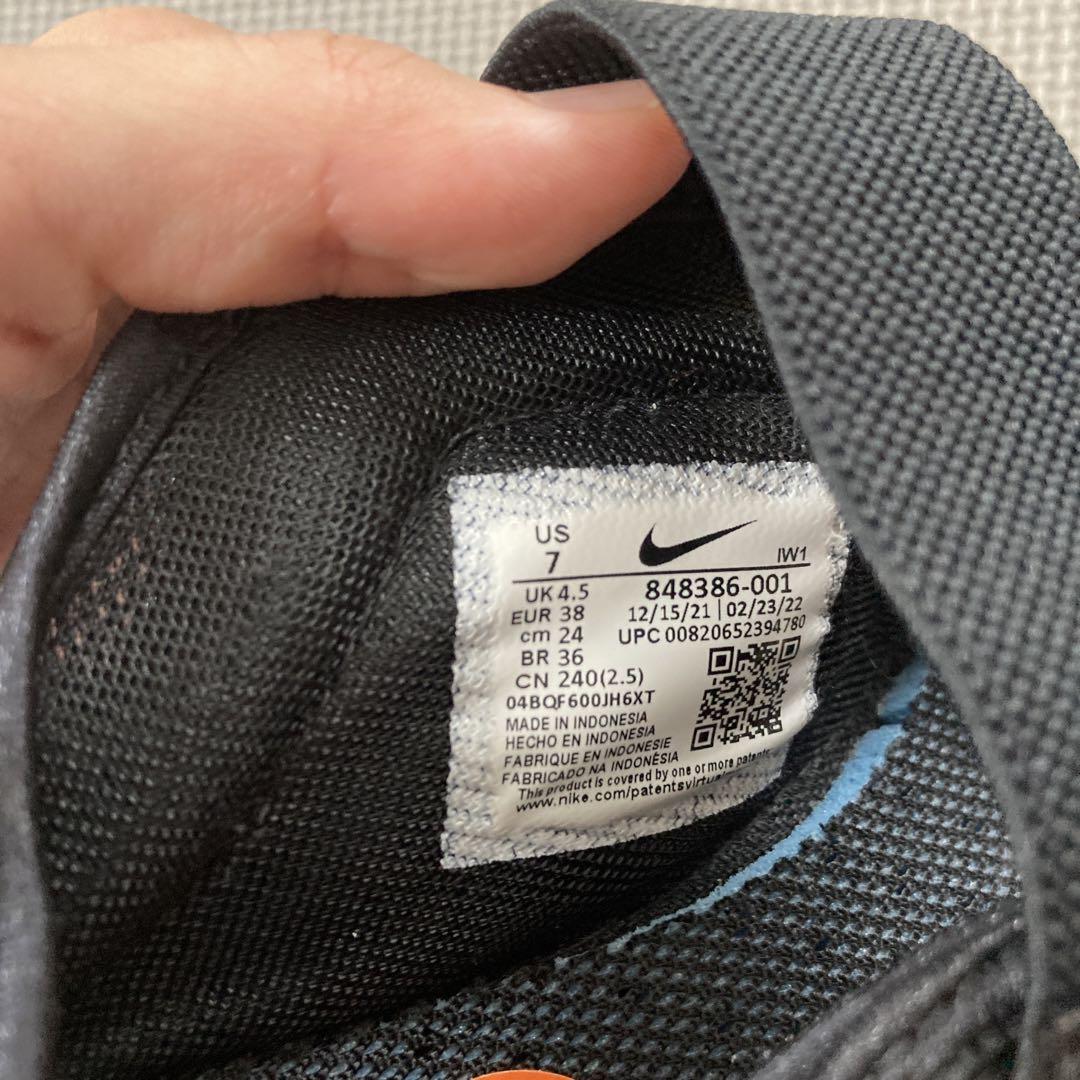 US
7
IW1
UK 4.5
848386-001
EUR 38
12/15/21 | 02/23/22
cm 24
UPC 00820652394780
BR 36
CN 240(2.5)
04BQF600JH6XT
MADE IN INDONESIA
HECHO EN INDONESIA
FABRIQUE EN INDONESIE
FABRICADO NA INDONÉSIA
This product is covered by one or more patents
www.nike.com/patentsvirtu